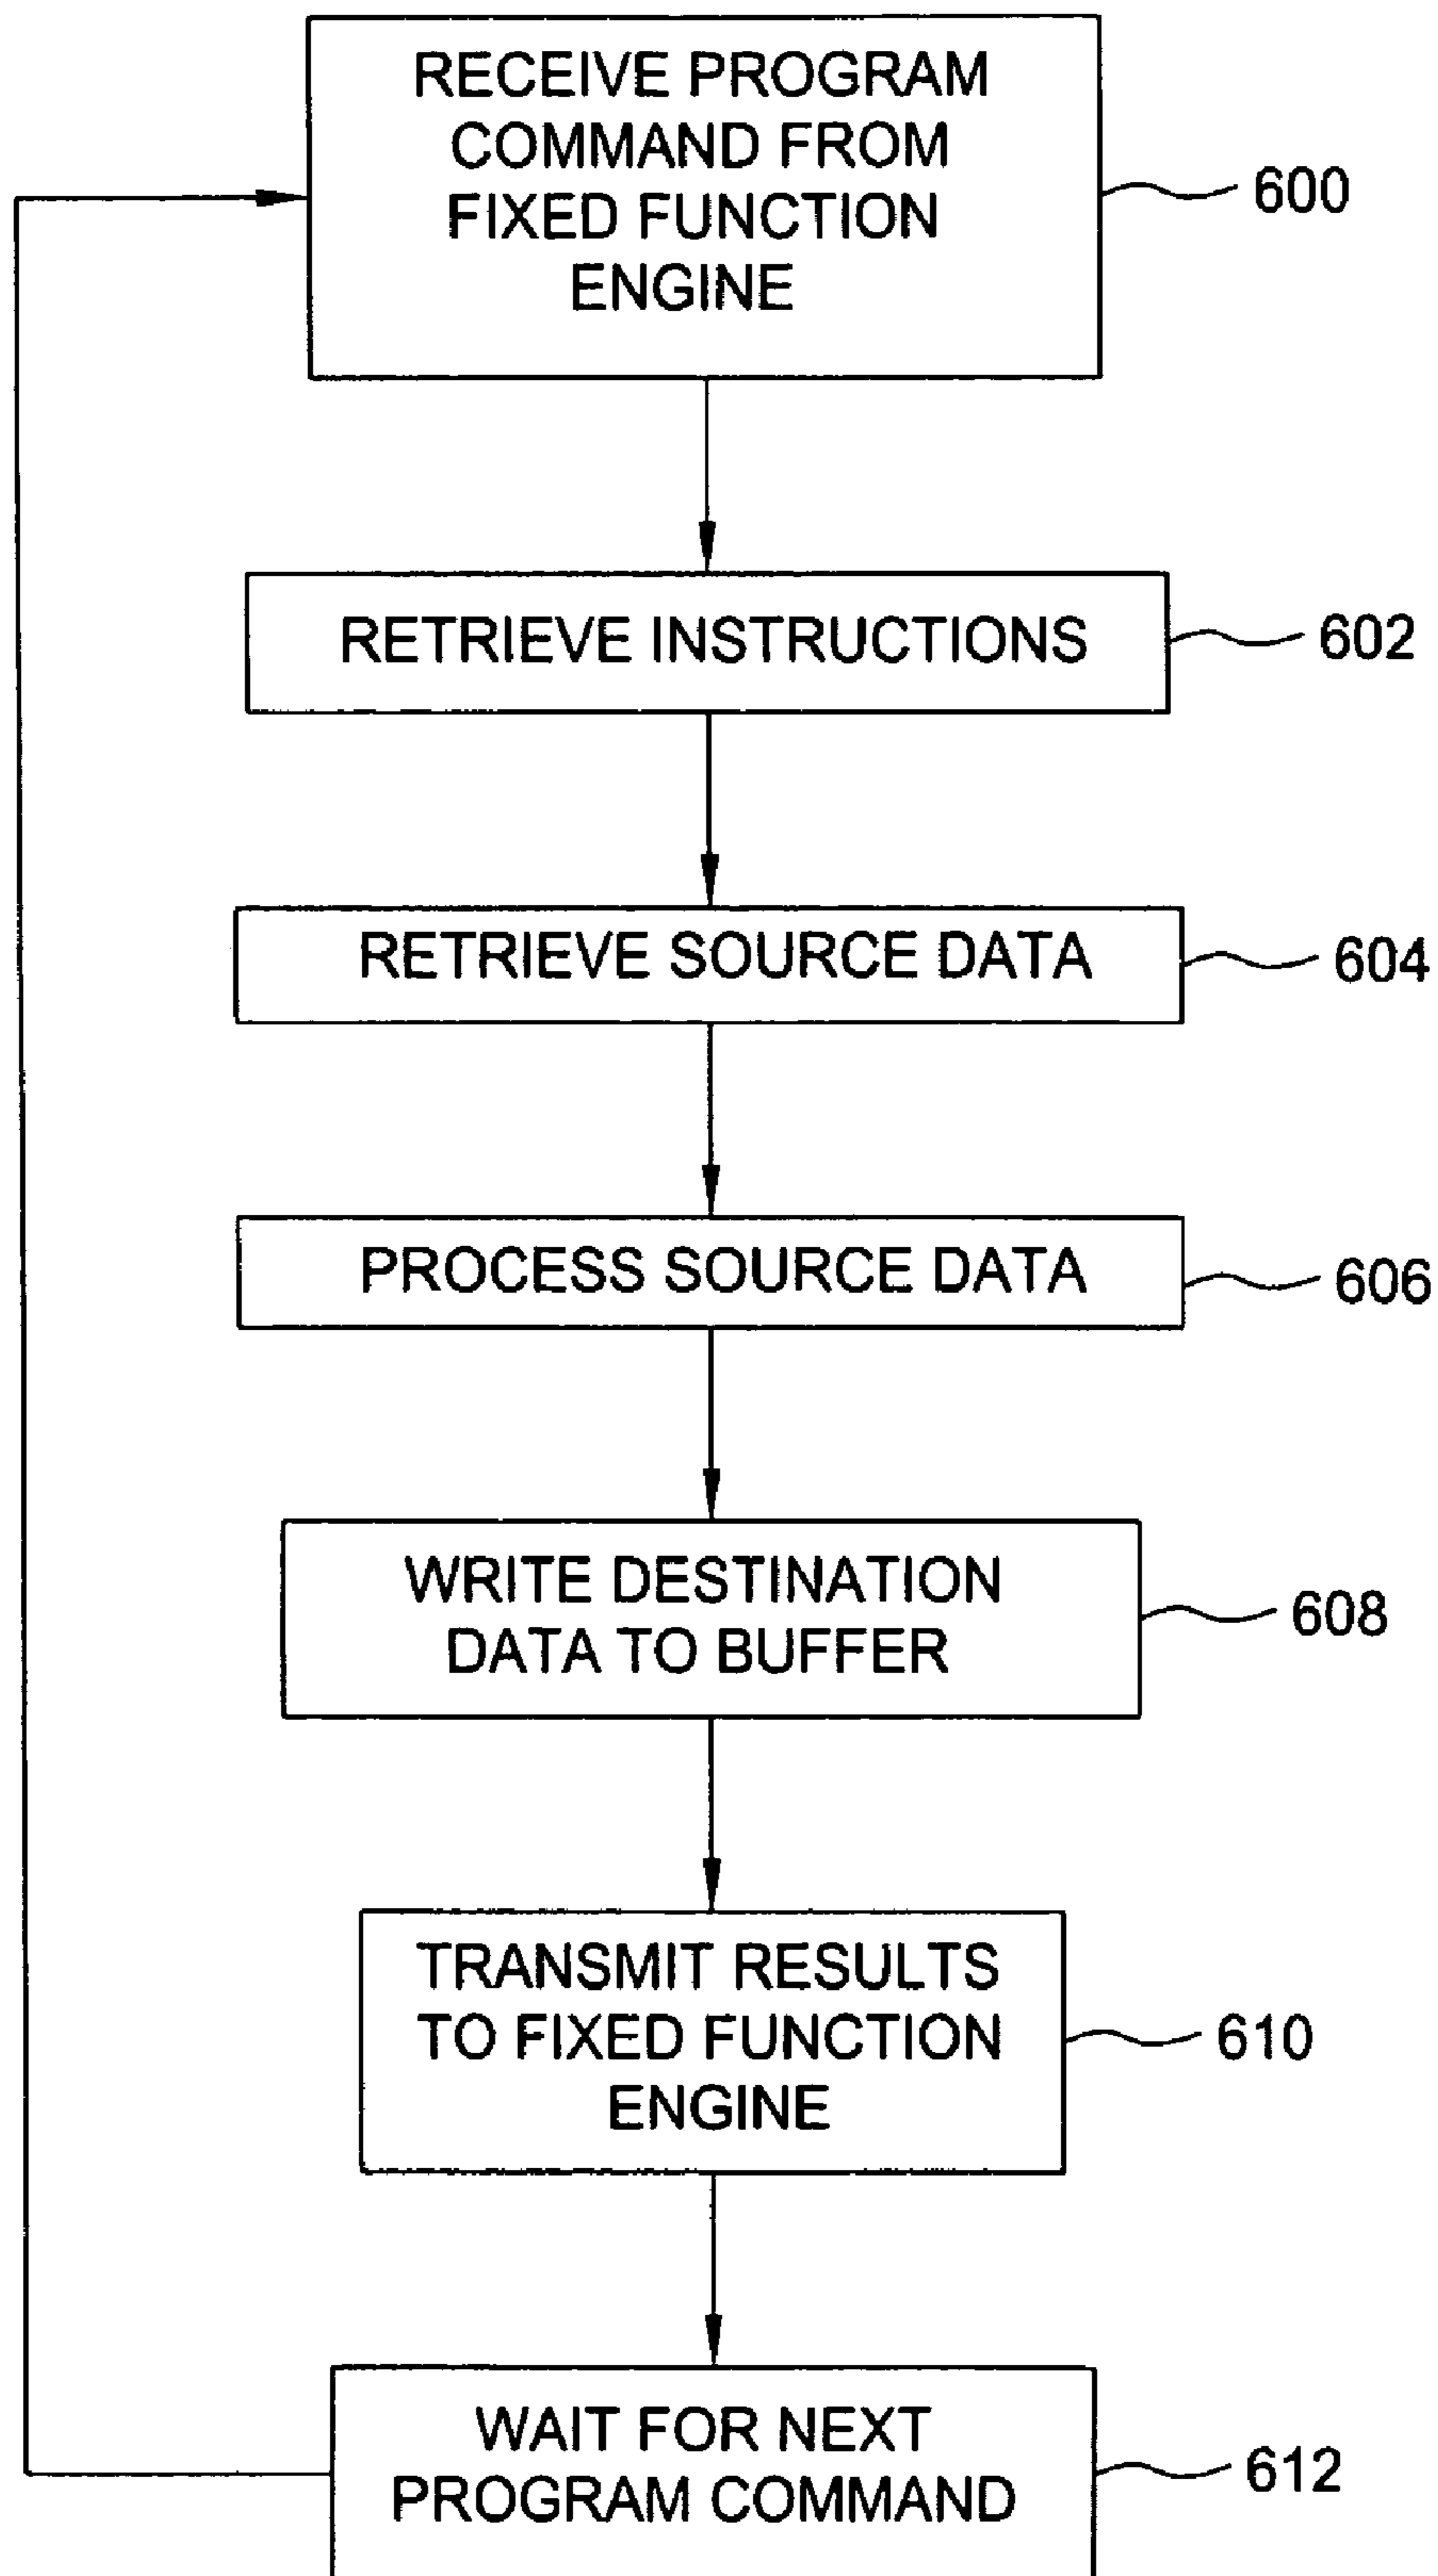 RECEIVE PROGRAM
COMMAND FROM
FIXED FUNCTION
ENGINE
600
RETRIEVE INSTRUCTIONS
602
RETRIEVE SOURCE DATA
604
PROCESS SOURCE DATA
606
WRITE DESTINATION
DATA TO BUFFER
608
TRANSMIT RESULTS
TO FIXED FUNCTION
ENGINE
610
WAIT FOR NEXT
PROGRAM COMMAND
612